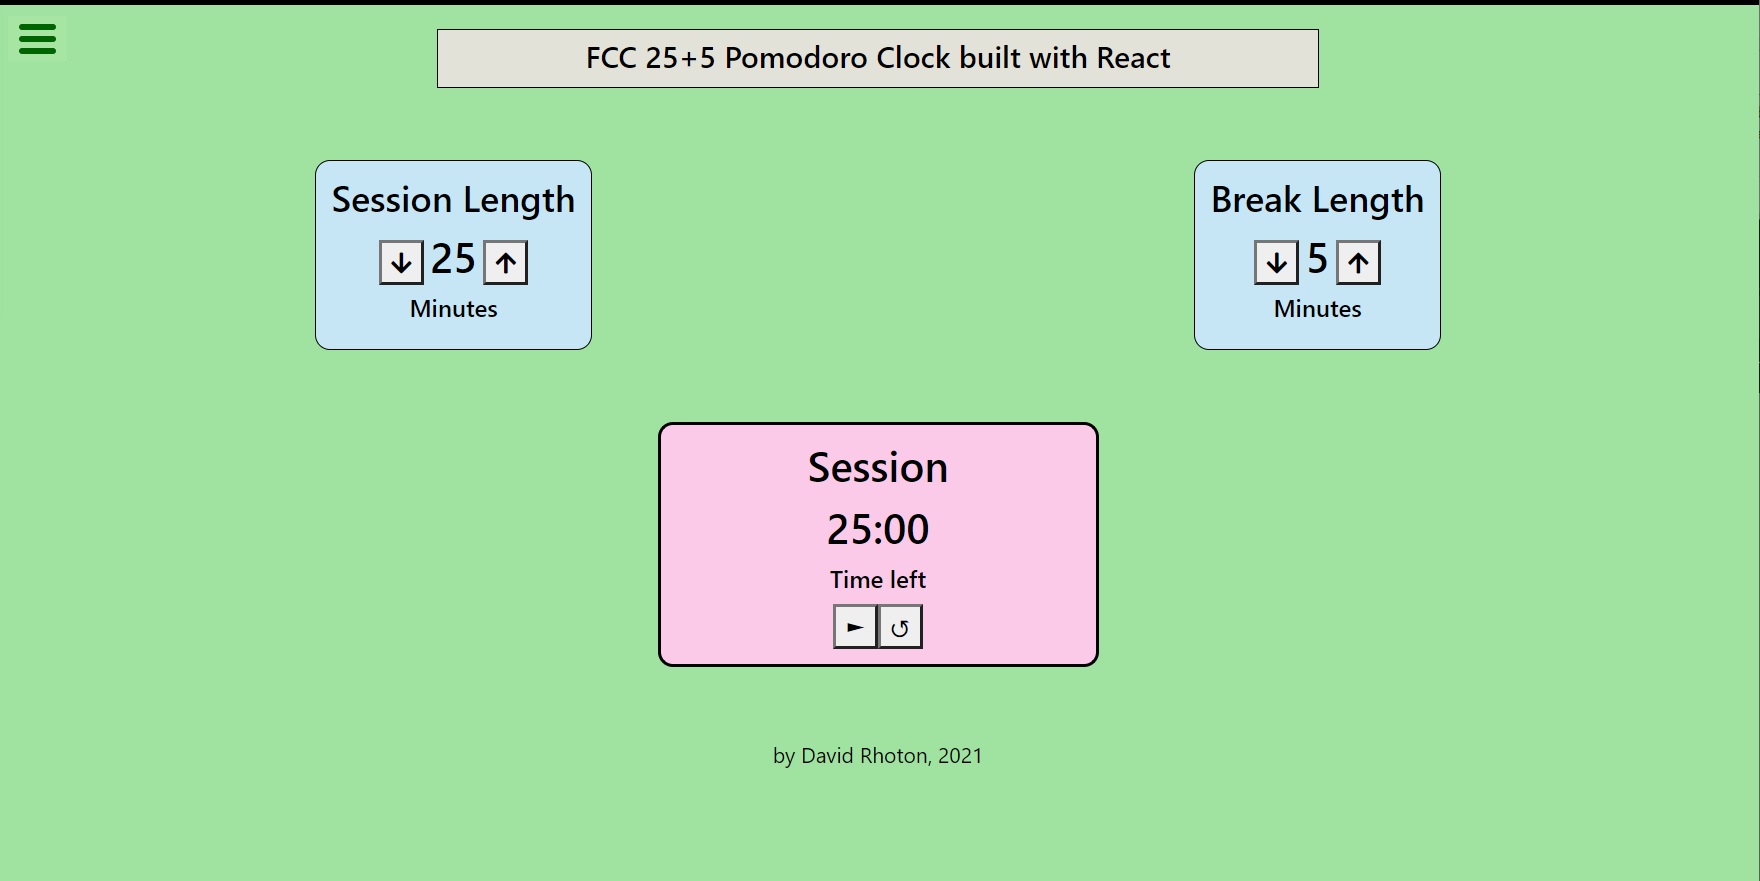 FCC 25+5 Pomodoro Clock built with React
Session Length
↓ 25 ↑
Minutes
Break Length
↓ 5 ↑
Minutes
Session
25:00
Time left
► ↺
by David Rhoton, 2021